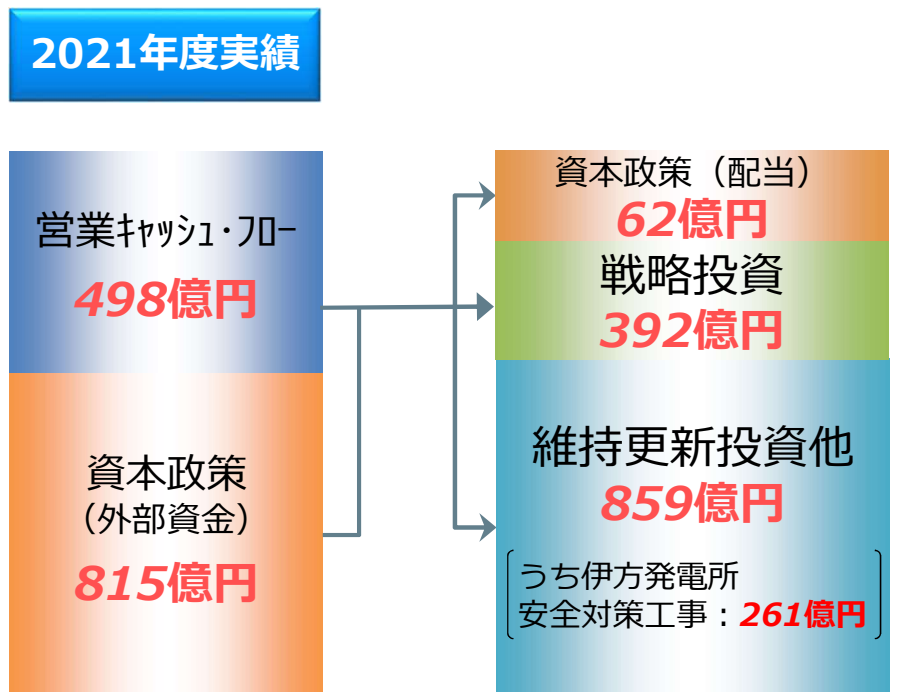 2021年度実績
営業ｷｬｯｼｭ･ﾌﾛｰ
498億円
資本政策
（外部資金）
815億円
資本政策（配当）
62億円
戦略投資
392億円
維持更新投資他
859億円
うち伊方発電所
安全対策工事：261億円